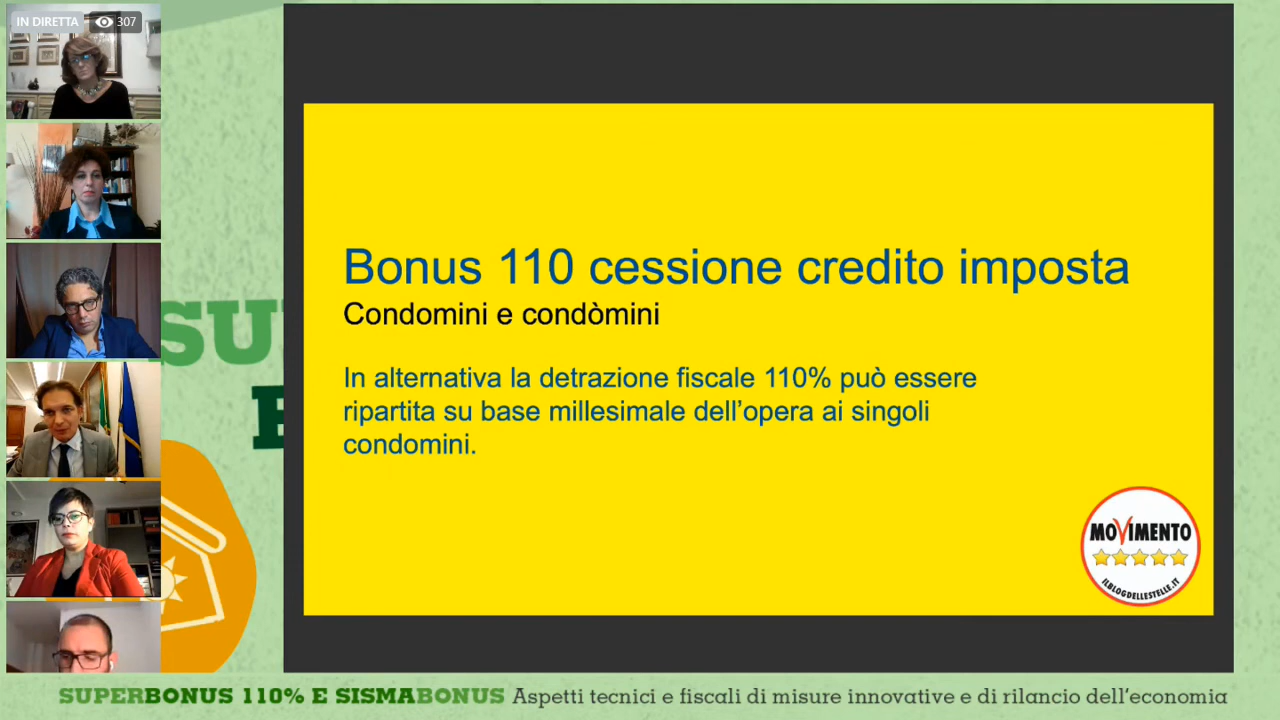 IN DIRETTA 307
SU
Bonus 110 cessione credito imposta
Condomini e condòmini
In alternativa la detrazione fiscale 110% può essere
ripartita su base millesimale dell’opera ai singoli
condomini.
MOVIMENTO
ILBLOGDELLESTELLE.IT
SUPERBONUS 110% E SISMABONUS Aspetti tecnici e fiscali di misure innovative e di rilancio dell’economia